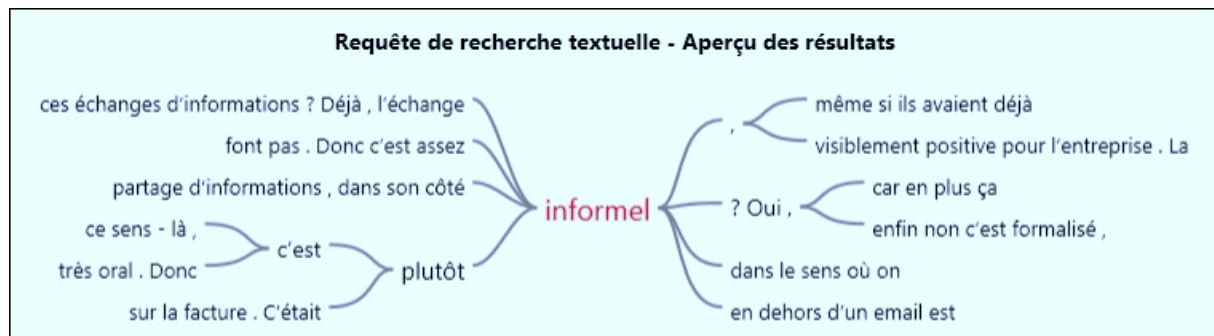 Requête de recherche textuelle - Aperçu des résultats
ces échanges d'informations ? Déjà , l'échange
font pas . Donc c'est assez
partage d'informations , dans son côté
ce sens - là ,
très oral . Donc
c'est
sur la facture . C'était
plutôt
informel
,
même si ils avaient déjà
visiblement positive pour l'entreprise . La
? Oui ,
car en plus ça
enfin non c'est formalisé ,
dans le sens où on
en dehors d'un email est